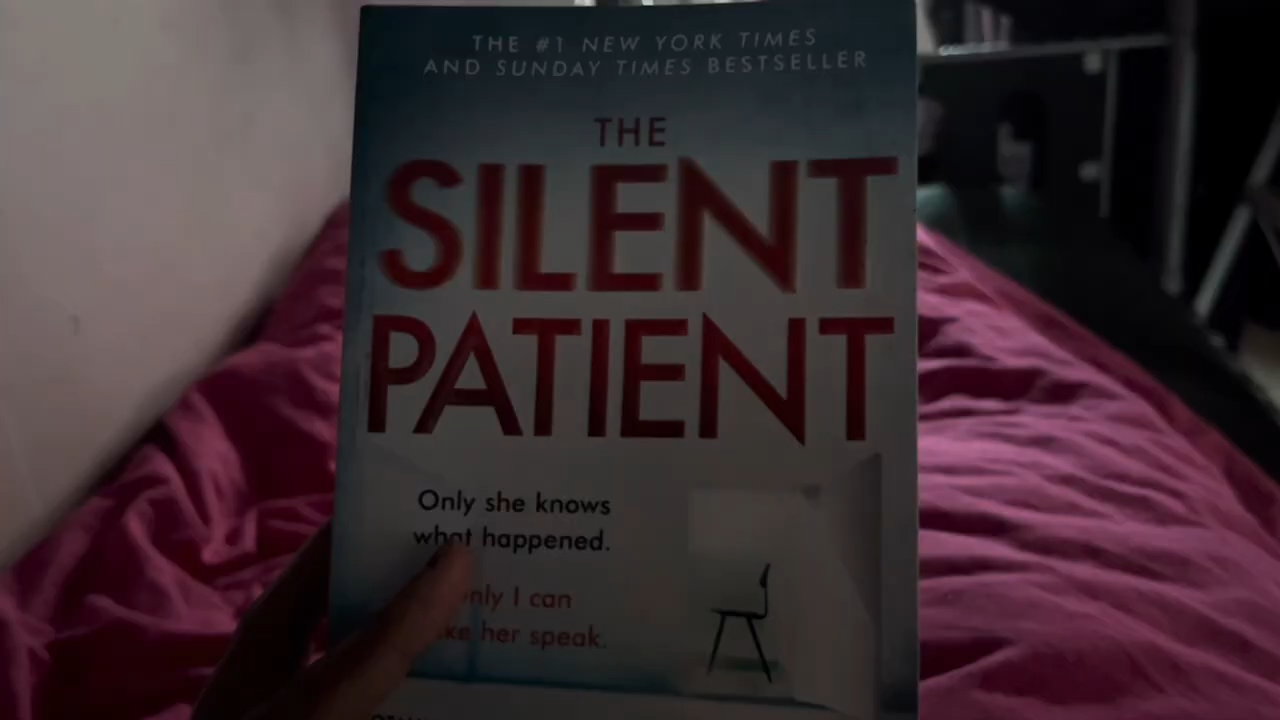 THE #1 NEW YORK TIMES
AND SUNDAY TIMES BESTSELLER
THE
SILENT
PATIENT
Only she knows
what happened.
only I can
her speak.